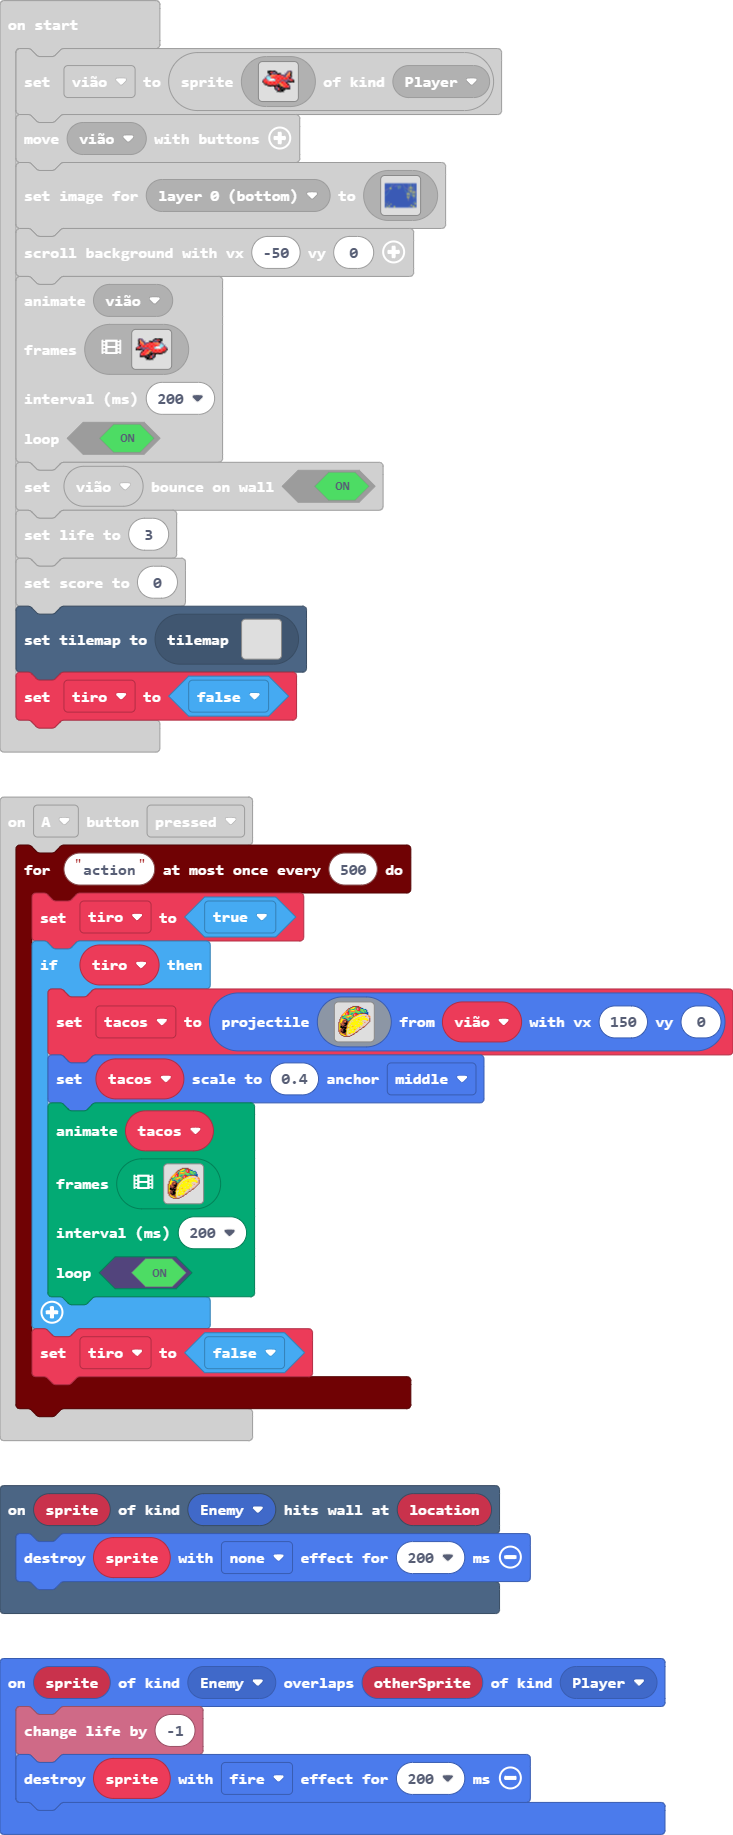 on start
set vião to sprite of kind Player
move vião with buttons
set image for layer 0 (bottom) to
scroll background with vx -50 vy 0
animate vião
frames
interval (ms) 200
loop ON
set vião bounce on wall ON
set life to 3
set score to 0
set tilemap to tilemap
set tiro to false
on A button pressed
for "action" at most once every 500 do
set tiro to true
if tiro then
set tacos to projectile from vião with vx 150 vy 0
set tacos scale to 0.4 anchor middle
animate tacos
frames
interval (ms) 200
loop ON
set tiro to false
on sprite of kind Enemy hits wall at location
destroy sprite with none effect for 200 ms
on sprite of kind Enemy overlaps otherSprite of kind Player
change life by -1
destroy sprite with fire effect for 200 ms